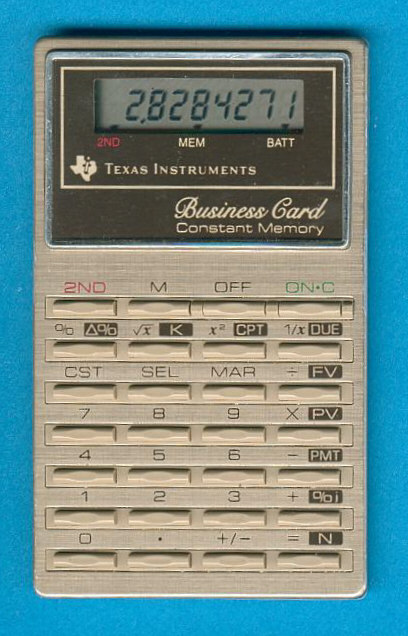 2.8284271
2ND MEM BATT
TEXAS INSTRUMENTS
Business Card
Constant Memory
2ND M OFF ON·C
% Δ% √x K x² CPT 1/x DUE
CST SEL MAR ÷ FV
7 8 9 X PV
4 5 6 − PMT
1 2 3 + %i
0 . +/− = N